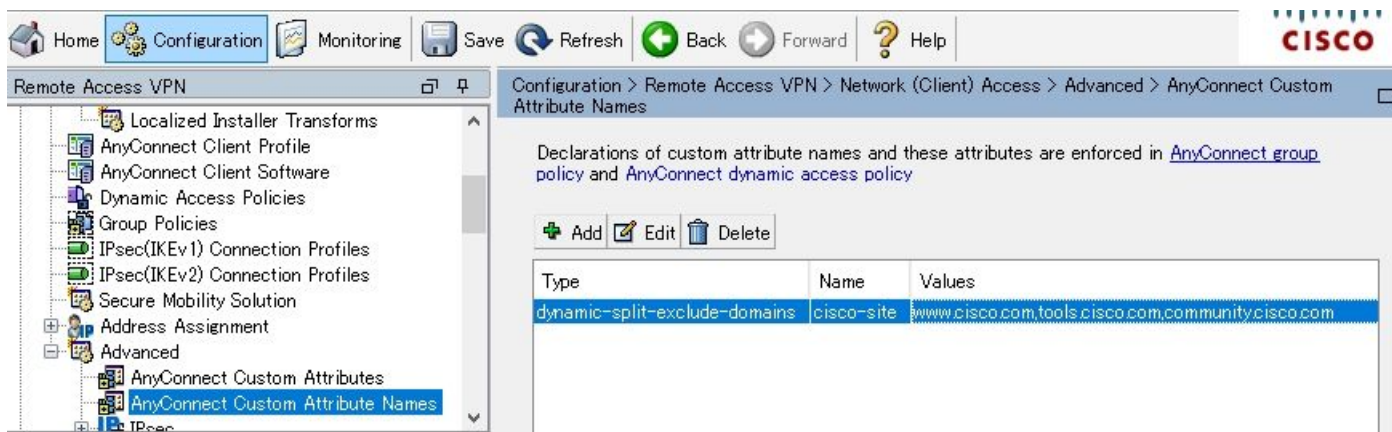 Home Configuration Monitoring Save Refresh Back Forward Help
CISCO
Remote Access VPN
Localized Installer Transforms
AnyConnect Client Profile
AnyConnect Client Software
Dynamic Access Policies
Group Policies
IPsec(IKEv1) Connection Profiles
IPsec(IKEv2) Connection Profiles
Secure Mobility Solution
Address Assignment
Advanced
AnyConnect Custom Attributes
AnyConnect Custom Attribute Names
IPsec
Configuration > Remote Access VPN > Network (Client) Access > Advanced > AnyConnect Custom
Attribute Names
Declarations of custom attribute names and these attributes are enforced in AnyConnect group
policy and AnyConnect dynamic access policy
Add Edit Delete
Type Name Values
dynamic-split-exclude-domains cisco-site www.cisco.com,tools.cisco.com,community.cisco.com